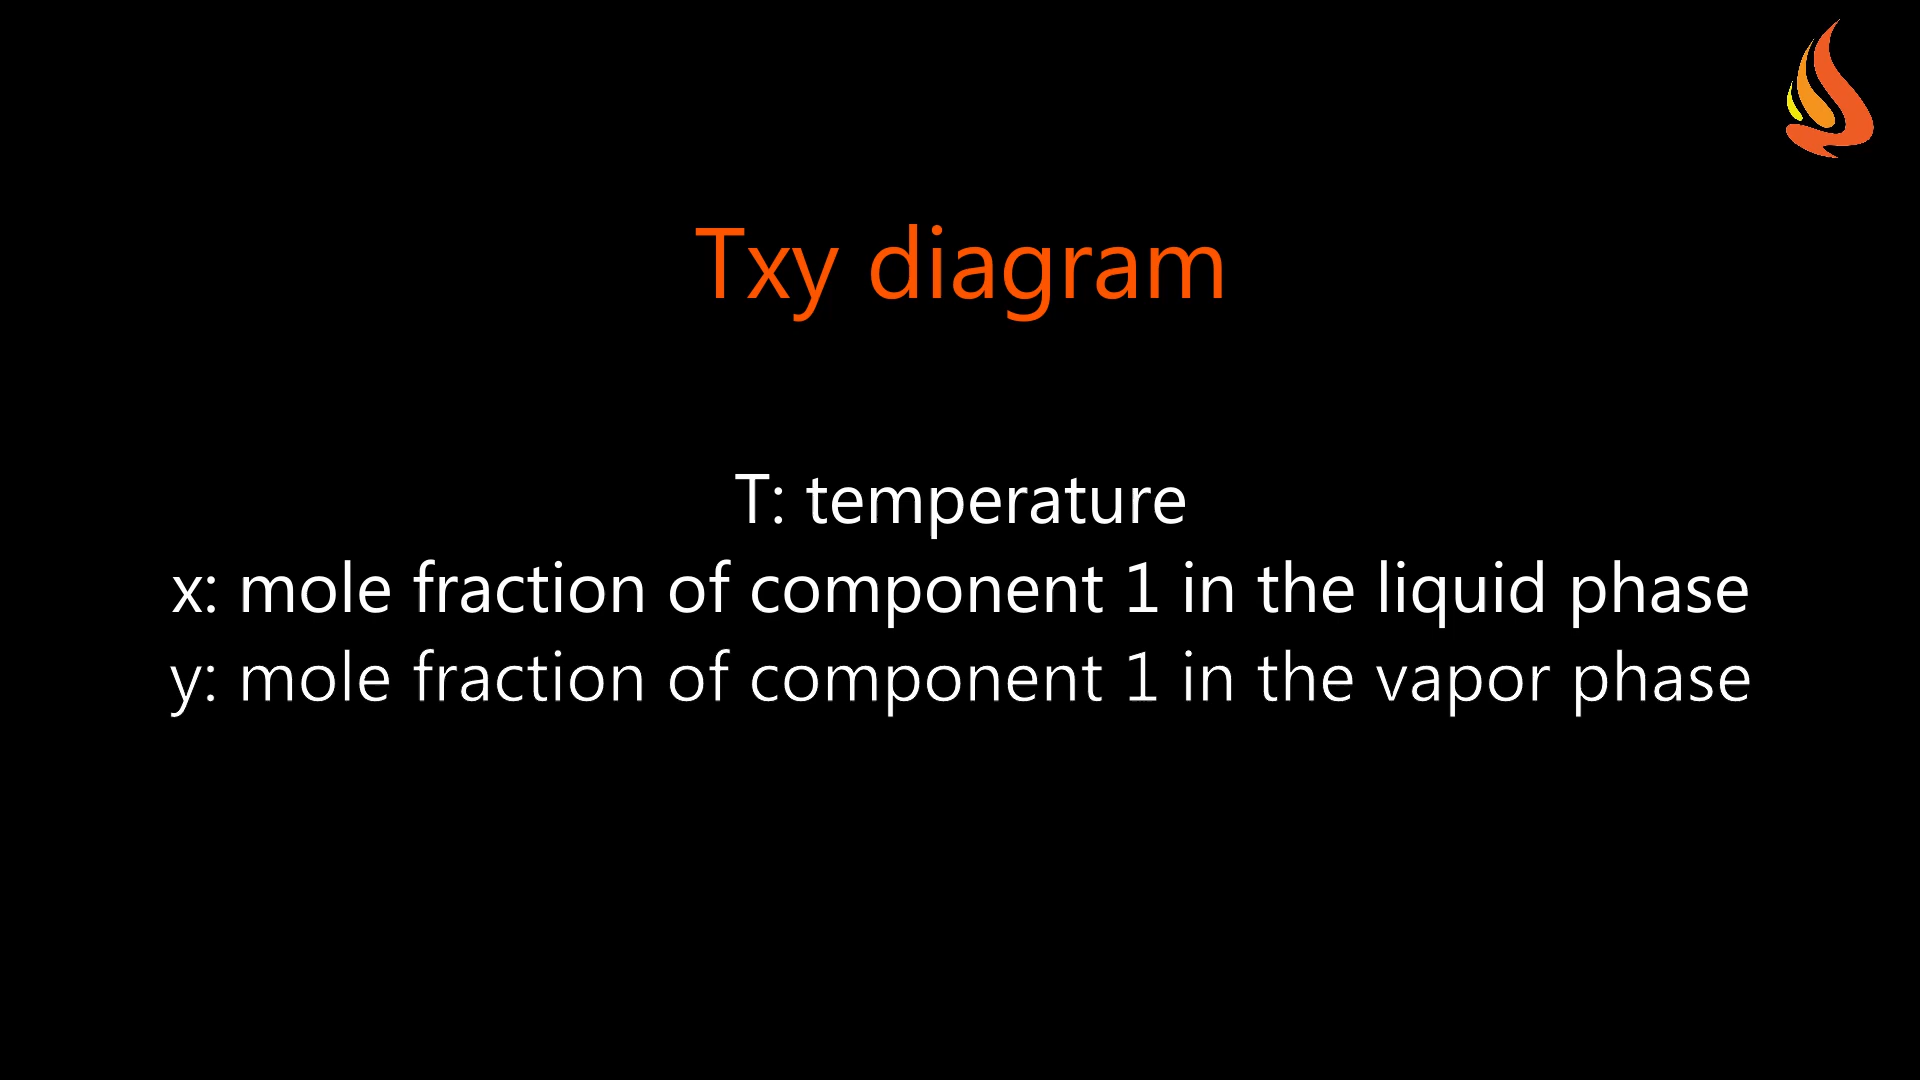 Txy diagram
T: temperature
x: mole fraction of component 1 in the liquid phase
y: mole fraction of component 1 in the vapor phase